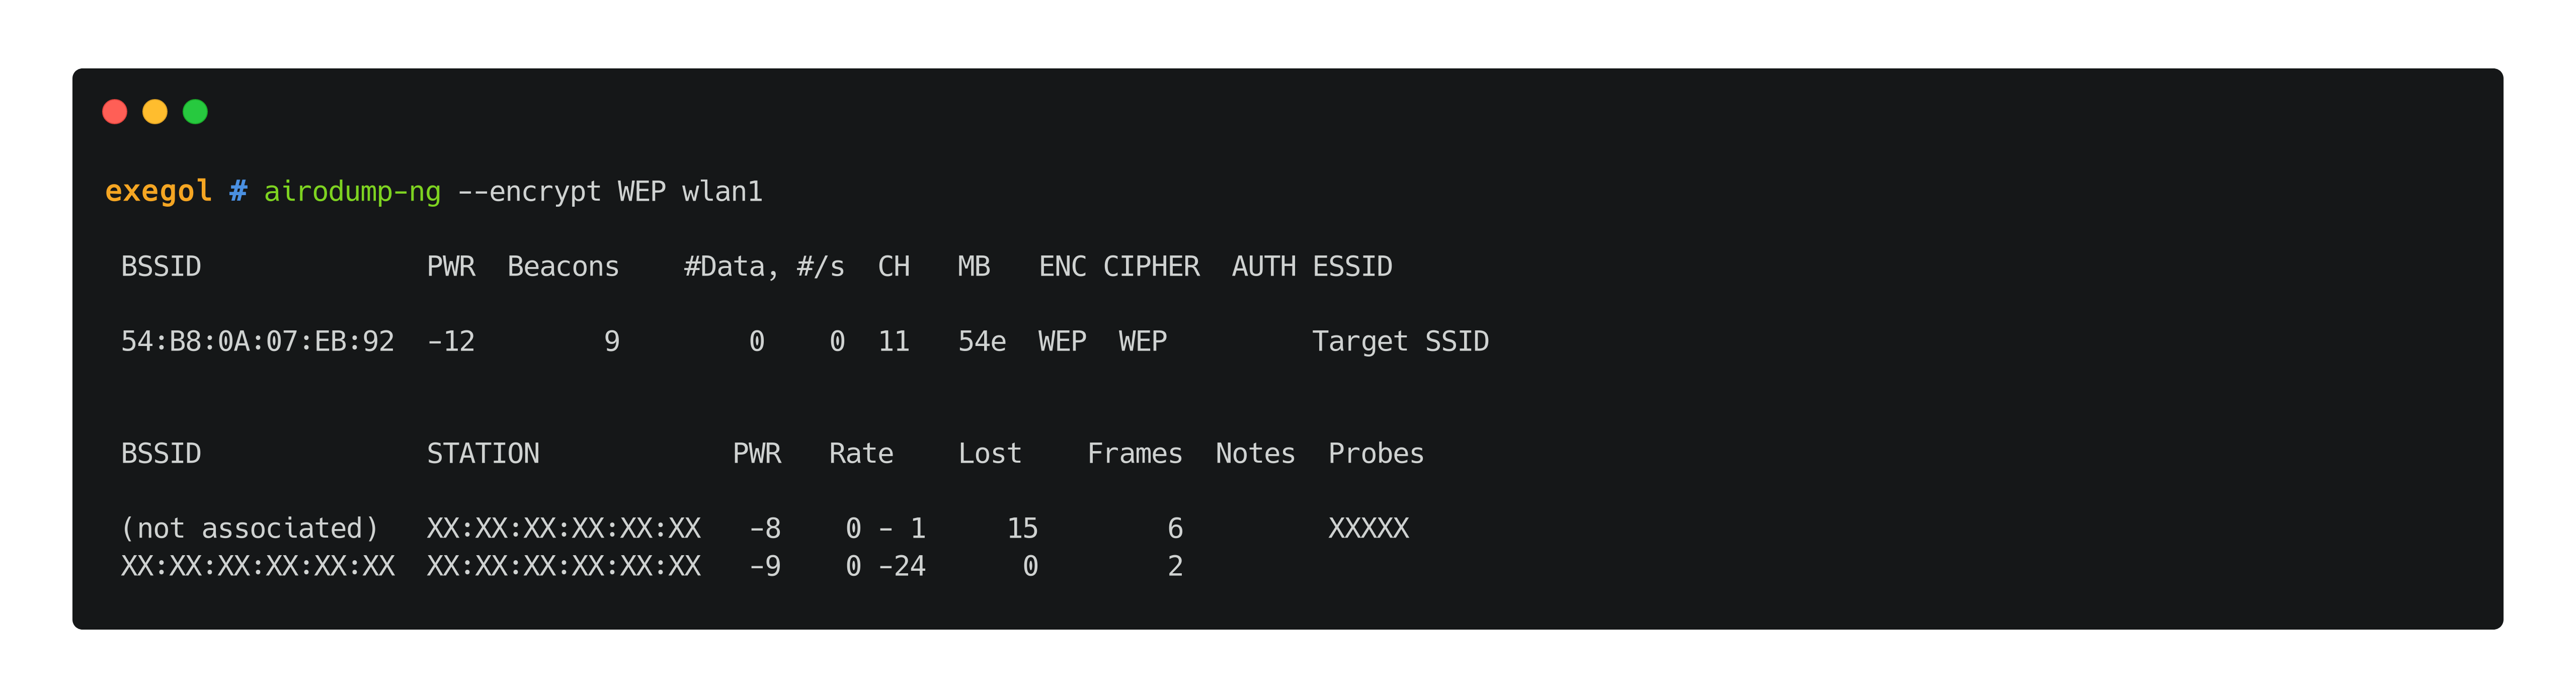 exegol # airodump-ng --encrypt WEP wlan1
BSSID              PWR  Beacons    #Data, #/s  CH   MB   ENC CIPHER  AUTH ESSID
54:B8:0A:07:EB:92  -12        9        0    0  11   54e  WEP  WEP         Target SSID
BSSID              STATION            PWR   Rate    Lost    Frames  Notes  Probes
(not associated)   XX:XX:XX:XX:XX:XX   -8    0 - 1     15        6         XXXXX
XX:XX:XX:XX:XX:XX  XX:XX:XX:XX:XX:XX   -9    0 -24      0        2